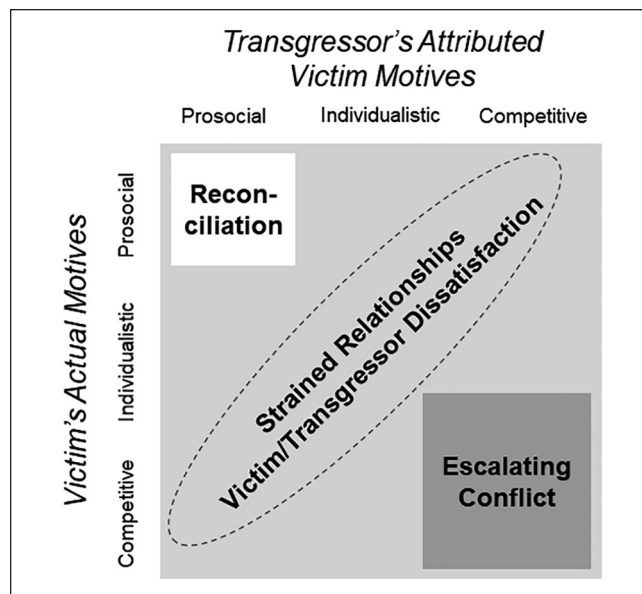 Transgressor's Attributed
Victim Motives
Prosocial Individualistic Competitive
Victim's Actual Motives
Prosocial
Individualistic
Competitive
Recon-
ciliation
Strained Relationships
Victim/Transgressor Dissatisfaction
Escalating
Conflict